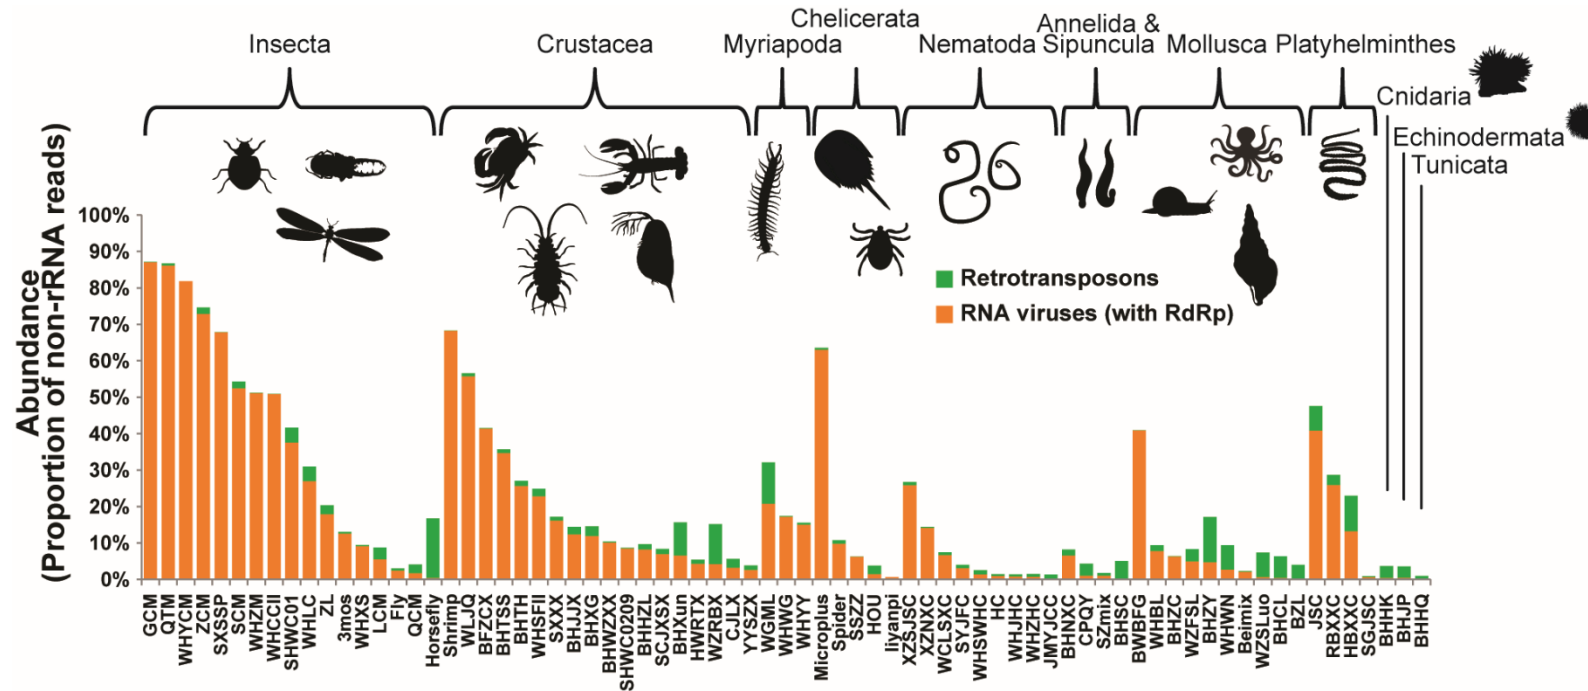 Chelicerata
Annelida &
Insecta
Crustacea
Myriapoda
Nematoda
Sipuncula
Mollusca
Platyhelminthes
Cnidaria
Echinodermata
Tunicata
Abundance
(Proportion of non-rRNA reads)
100%
90%
80%
70%
60%
50%
40%
30%
20%
10%
0%
Retrotransposons
RNA viruses (with RdRp)
GCM
QTM
WHYCM
ZCM
SXSSP
SCM
WHZM
WHCCII
SHWC01
WHLC
ZL
3mos
WHXS
LCM
Fly
QCM
Horsefly
Shrimp
WLJQ
BFZCX
BHTSS
BHTH
WHSFII
SXXX
BHJJX
BHXG
BHWZXX
SHWC0209
BHHZL
SCJXSX
BHXun
HWRTX
WZRBX
CJLX
YYSZX
WGML
WHWG
WHYY
Microplus
Spider
SSZZ
HOU
liyanpi
XZSJSC
XZNXC
WCLSXC
SYJFC
WHSWHC
HC
WHJHC
WHZHC
JMYJCC
BHNXC
CPQY
SZmix
BHSC
BWBFG
WHBL
BHZC
WZFSL
BHZY
WHWN
Beimix
WZSLuo
BHCL
BZL
JSC
RBXXC
HBXXC
SGJSC
BHHK
BHJP
BHHQ